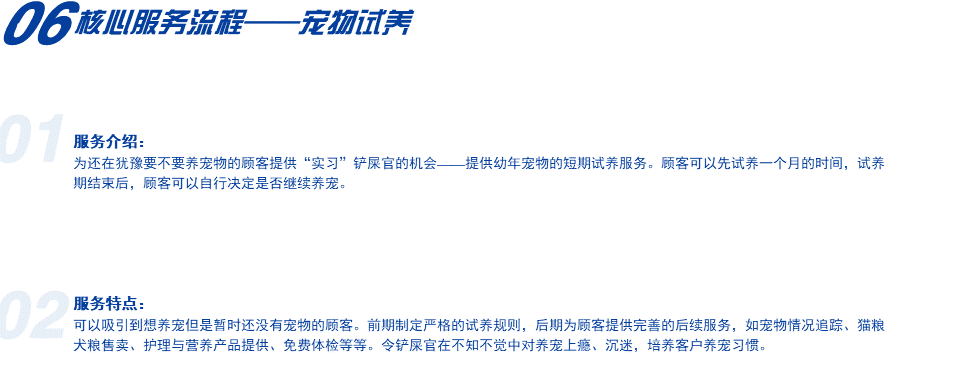 06核心服务流程——宠物试养
01
服务介绍：
为还在犹豫要不要养宠物的顾客提供“实习”铲屎官的机会——提供幼年宠物的短期试养服务。顾客可以先试养一个月的时间，试养
期结束后，顾客可以自行决定是否继续养宠。
02
服务特点：
可以吸引到想养宠但是暂时还没有宠物的顾客。前期制定严格的试养规则，后期为顾客提供完善的后续服务，如宠物情况追踪、猫粮
犬粮售卖、护理与营养产品提供、免费体检等等。令铲屎官在不知不觉中对养宠上瘾、沉迷，培养客户养宠习惯。